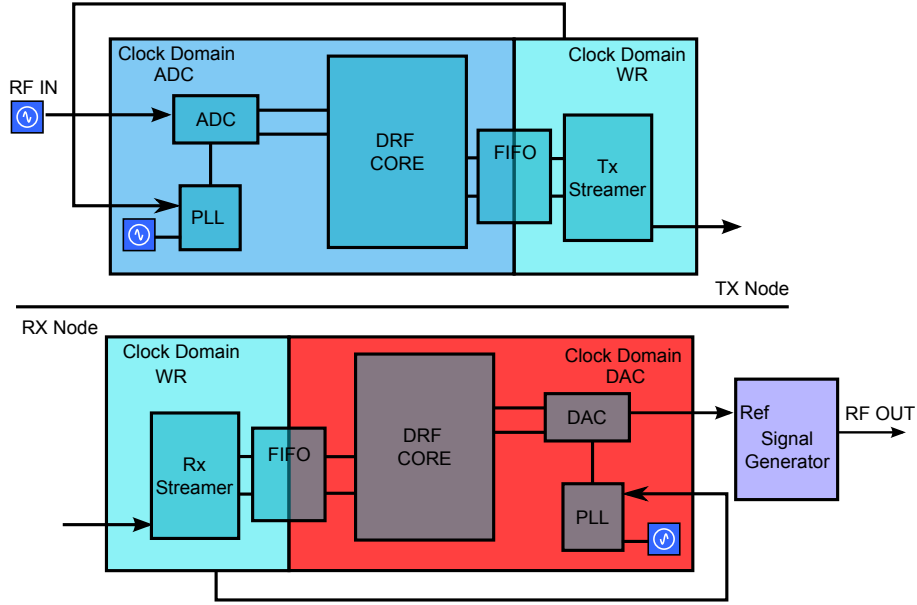 Clock Domain
ADC
Clock Domain
WR
RF IN
ADC
DRF
CORE
FIFO
Tx
Streamer
PLL
TX Node
RX Node
Clock Domain
WR
Clock Domain
DAC
Ref
RF OUT
DAC
Signal
Generator
DRF
CORE
FIFO
Rx
Streamer
PLL